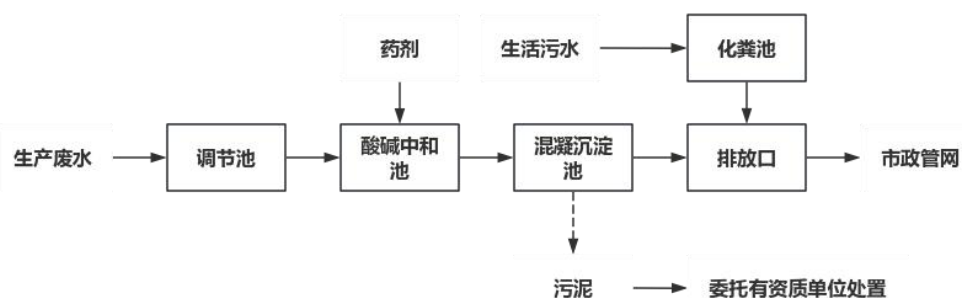 药剂
生活污水
化粪池
生产废水
调节池
酸碱中和
池
混凝沉淀
池
排放口
市政管网
污泥
委托有资质单位处置